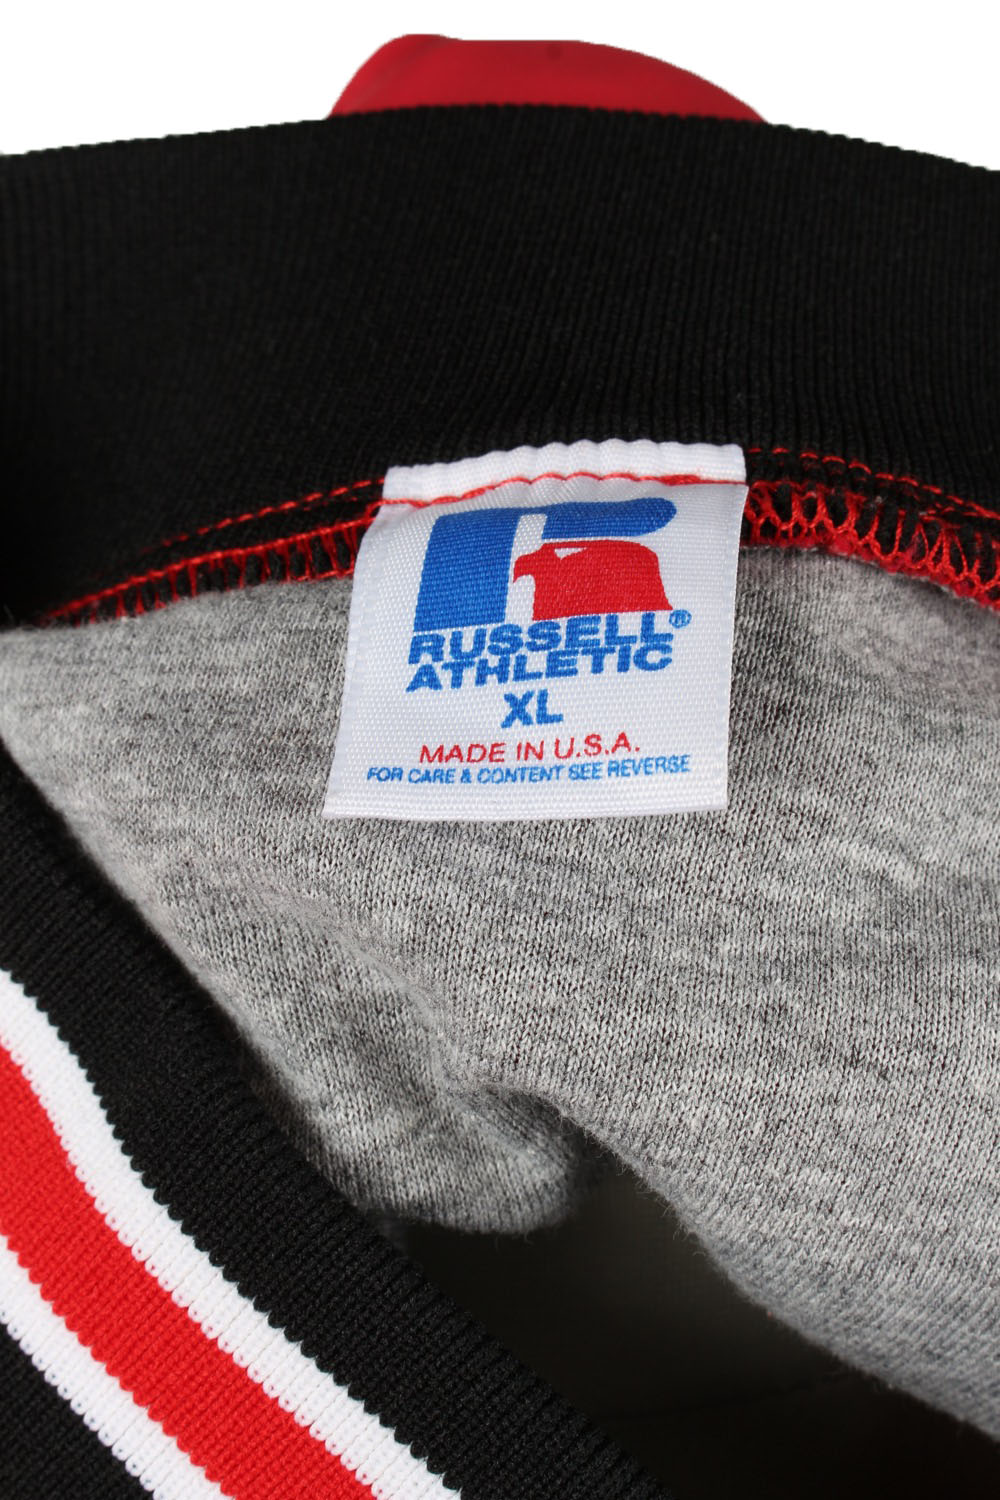 RUSSELL®
ATHLETIC
XL
MADE IN U.S.A.
FOR CARE & CONTENT SEE REVERSE